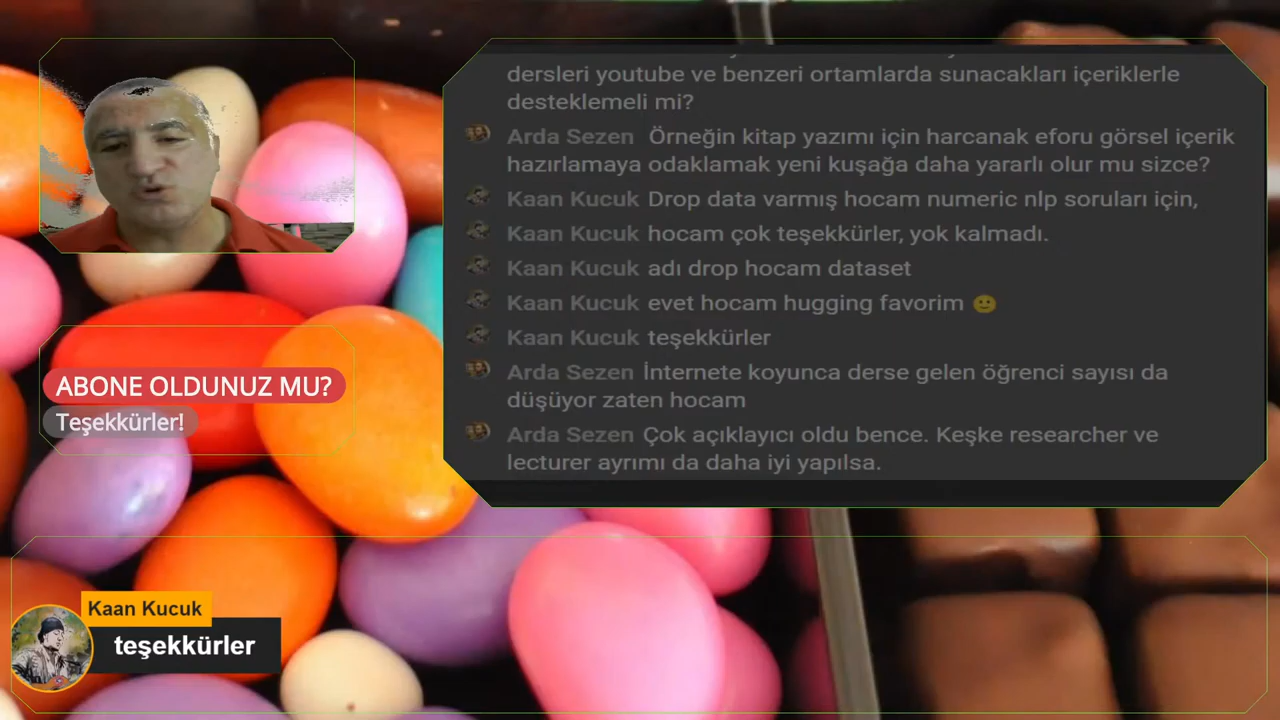 dersleri youtube ve benzeri ortamlarda sunacakları içeriklerle
desteklemeli mi?
Arda Sezen Örneğin kitap yazımı için harcanak eforu görsel içerik
hazırlamaya odaklamak yeni kuşağa daha yararlı olur mu sizce?
Kaan Kucuk Drop data varmış hocam numeric nlp soruları için,
Kaan Kucuk hocam çok teşekkürler, yok kalmadı.
Kaan Kucuk adı drop hocam dataset
Kaan Kucuk evet hocam hugging favorim 🙂
Kaan Kucuk teşekkürler
Arda Sezen İnternete koyunca derse gelen öğrenci sayısı da
düşüyor zaten hocam
Arda Sezen Çok açıklayıcı oldu bence. Keşke researcher ve
lecturer ayrımı da daha iyi yapılsa.
ABONE OLDUNUZ MU?
Teşekkürler!
Kaan Kucuk
teşekkürler